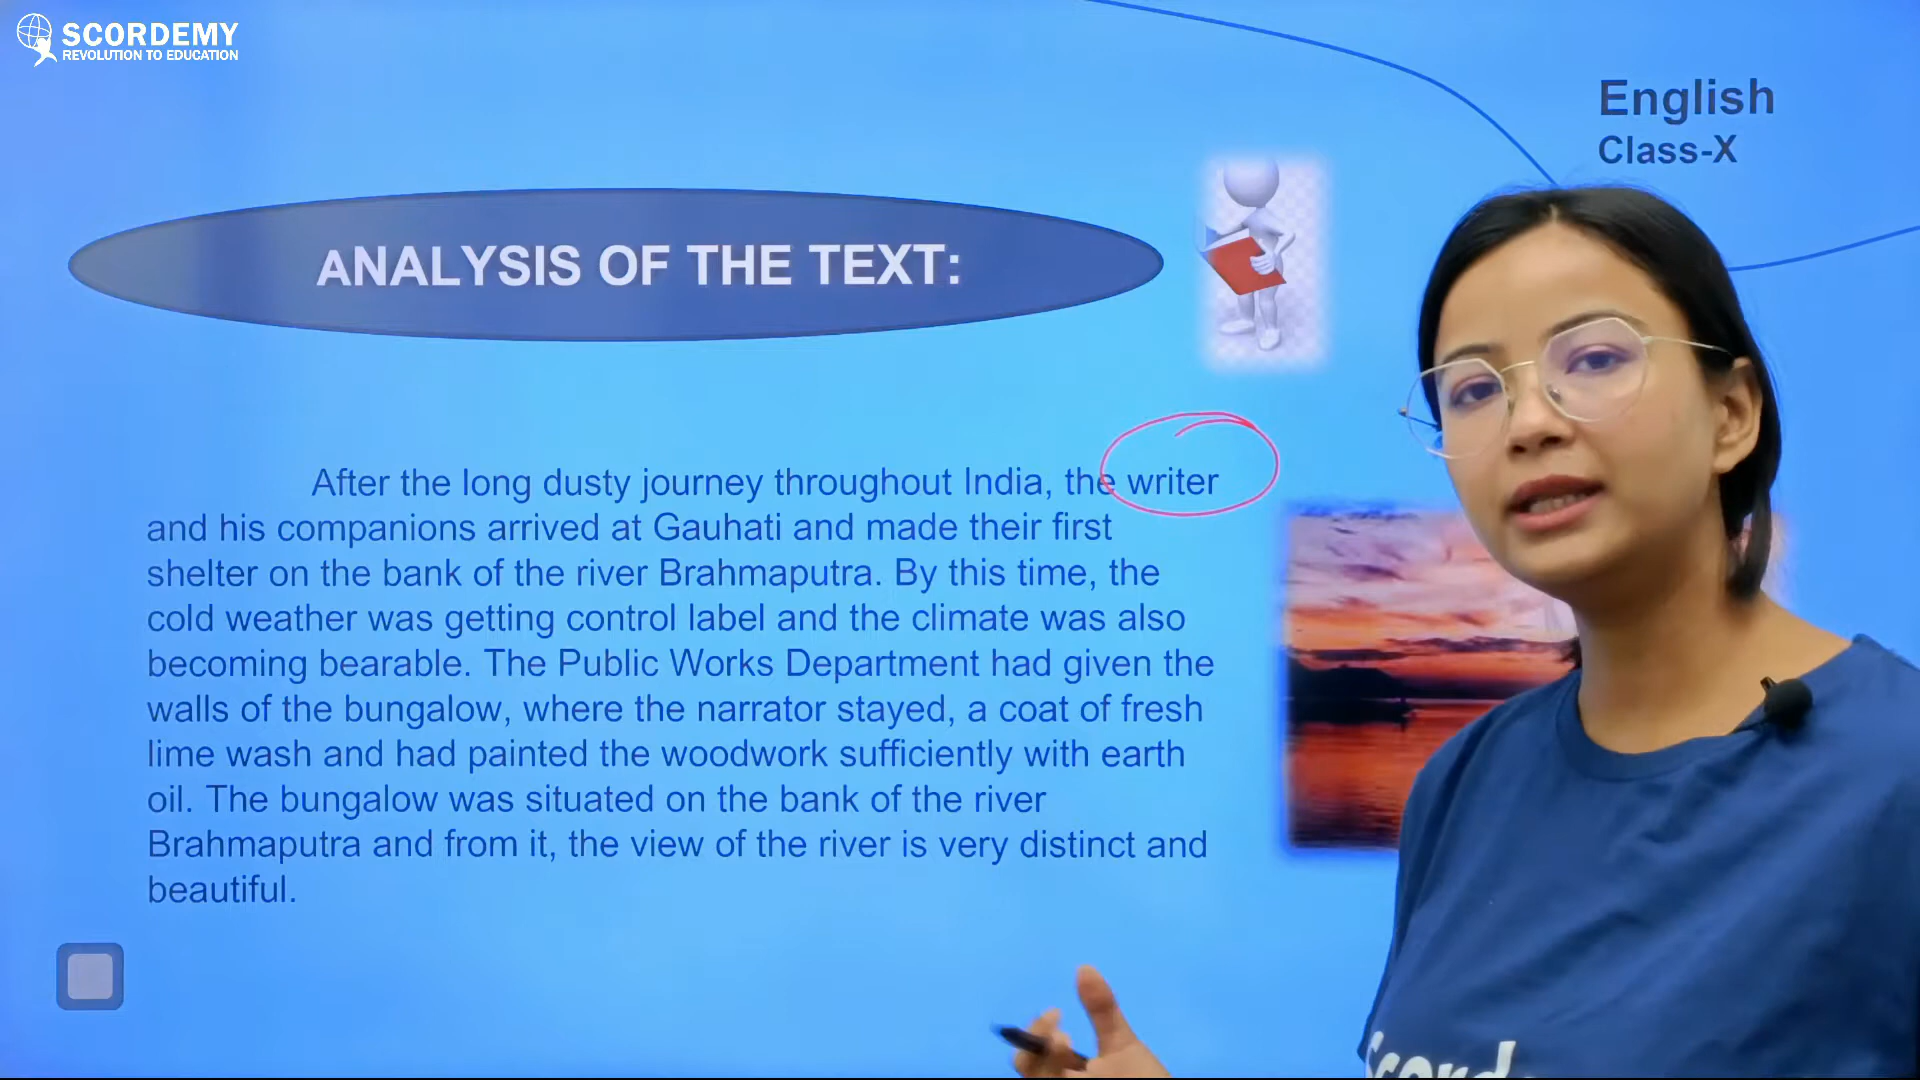 SCORDEMY
REVOLUTION TO EDUCATION
English
Class-X
ANALYSIS OF THE TEXT:
After the long dusty journey throughout India, the writer
and his companions arrived at Gauhati and made their first
shelter on the bank of the river Brahmaputra. By this time, the
cold weather was getting control label and the climate was also
becoming bearable. The Public Works Department had given the
walls of the bungalow, where the narrator stayed, a coat of fresh
lime wash and had painted the woodwork sufficiently with earth
oil. The bungalow was situated on the bank of the river
Brahmaputra and from it, the view of the river is very distinct and
beautiful.